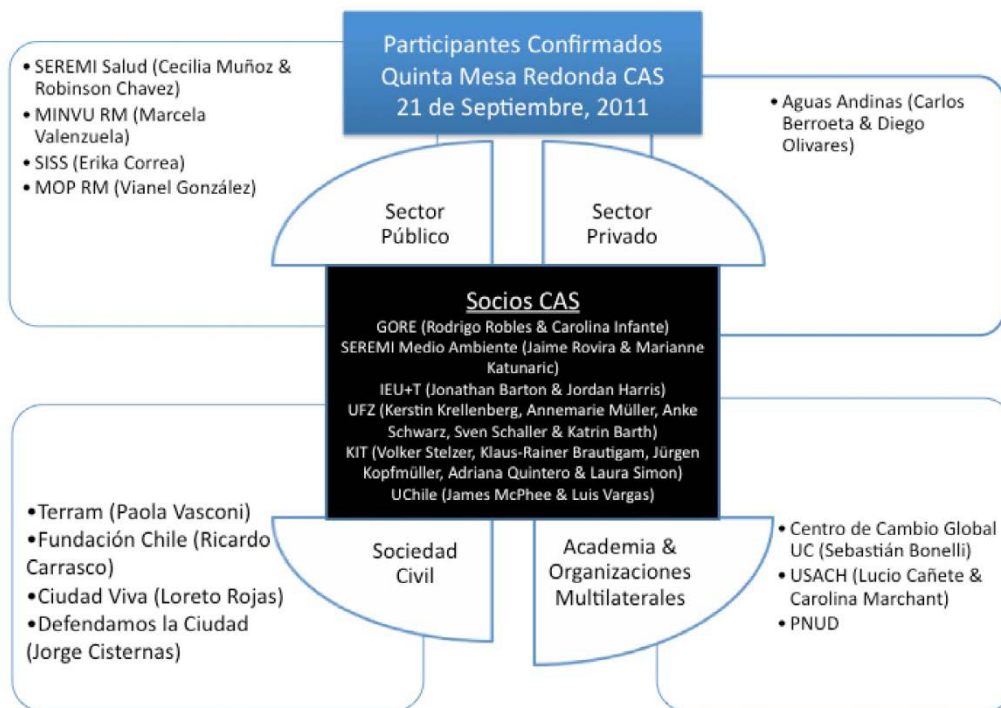 Participantes Confirmados
Quinta Mesa Redonda CAS
21 de Septiembre, 2011
• SEREMI Salud (Cecilia Muñoz &
Robinson Chavez)
• MINVU RM (Marcela
Valenzuela)
• SISS (Erika Correa)
• MOP RM (Vianel González)
• Aguas Andinas (Carlos
Berroeta & Diego
Olivares)
Sector
Público
Sector
Privado
Socios CAS
GORE (Rodrigo Robles & Carolina Infante)
SEREMI Medio Ambiente (Jaime Rovira & Marianne
Katunaric)
IEU+T (Jonathan Barton & Jordan Harris)
UFZ (Kerstin Krellenberg, Annemarie Müller, Anke
Schwarz, Sven Schaller & Katrin Barth)
KIT (Volker Stelzer, Klaus-Rainer Brautigam, Jürgen
Kopfmüller, Adriana Quintero & Laura Simon)
UChile (James McPhee & Luis Vargas)
•Terram (Paola Vasconi)
•Fundación Chile (Ricardo
Carrasco)
•Ciudad Viva (Loreto Rojas)
•Defendamos la Ciudad
(Jorge Cisternas)
Sociedad
Civil
Academia &
Organizaciones
Multilaterales
• Centro de Cambio Global
UC (Sebastián Bonelli)
• USACH (Lucio Cañete &
Carolina Marchant)
• PNUD